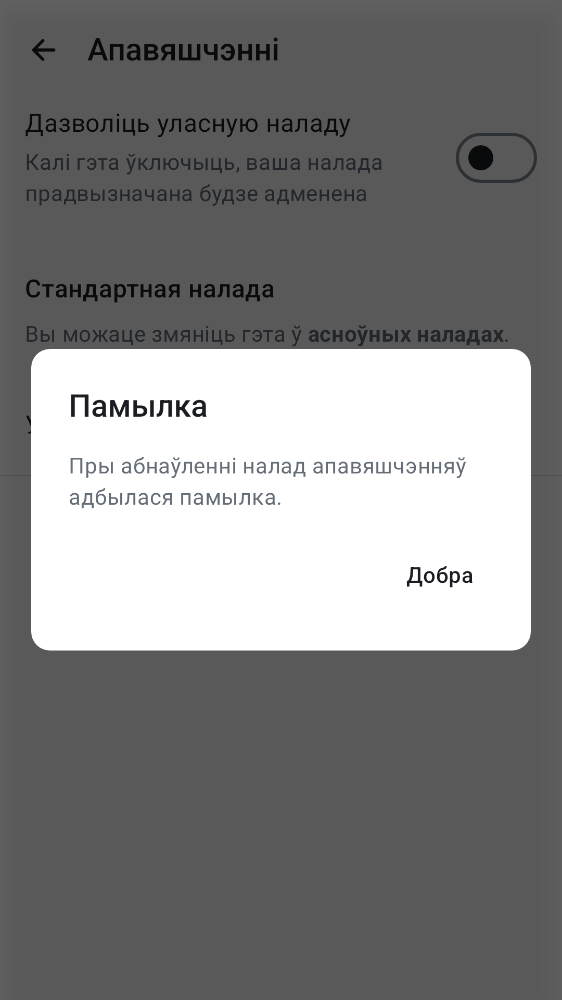 Апавяшчэнні
Дазволіць уласную наладу
Калі гэта ўключыць, ваша налада
прадвызначана будзе адменена
Стандартная налада
Вы можаце змяніць гэта ў асноўных наладах.
Памылка
Пры абнаўленні налад апавяшчэнняў
адбылася памылка.
Добра